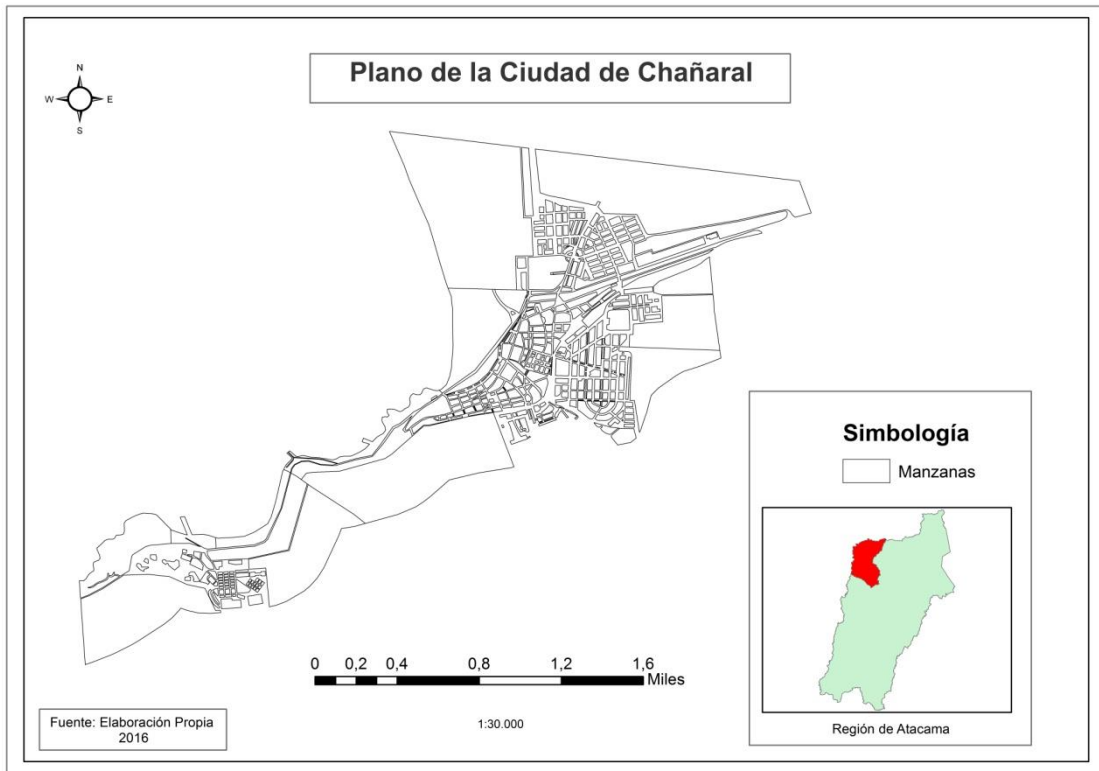 Plano de la Ciudad de Chañaral
N
W E
S
Simbología
Manzanas
0 0,2 0,4 0,8 1,2 1,6
Miles
1:30.000
Fuente: Elaboración Propia
2016
Región de Atacama